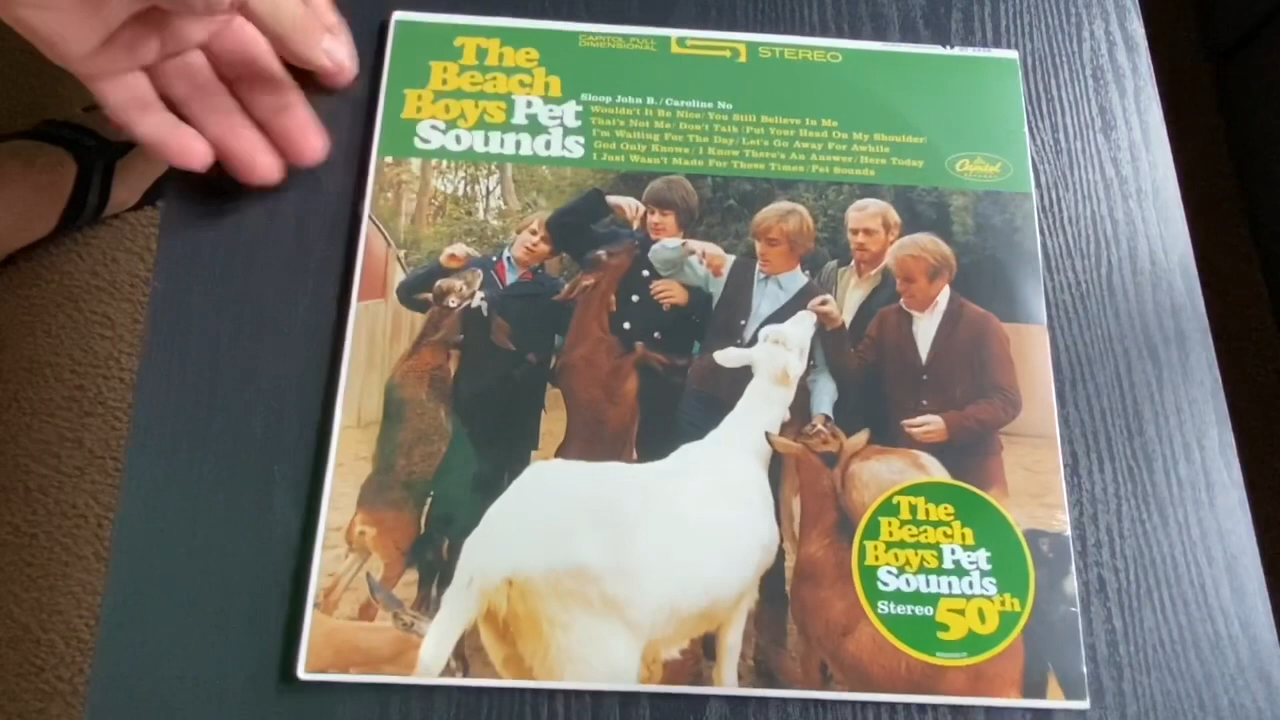 The
Beach
Boys Pet
Sounds
CAPITOL FULL
DIMENSIONAL
STEREO
Sloop John B. / Caroline No
Wouldn't It Be Nice / You Still Believe In Me
That's Not Me / Don't Talk (Put Your Head On My Shoulder)
I'm Waiting For The Day / Let's Go Away For Awhile
God Only Knows / I Know There's An Answer / Here Today
I Just Wasn't Made For These Times / Pet Sounds
Capitol
The
Beach
Boys Pet
Sounds
Stereo 50th